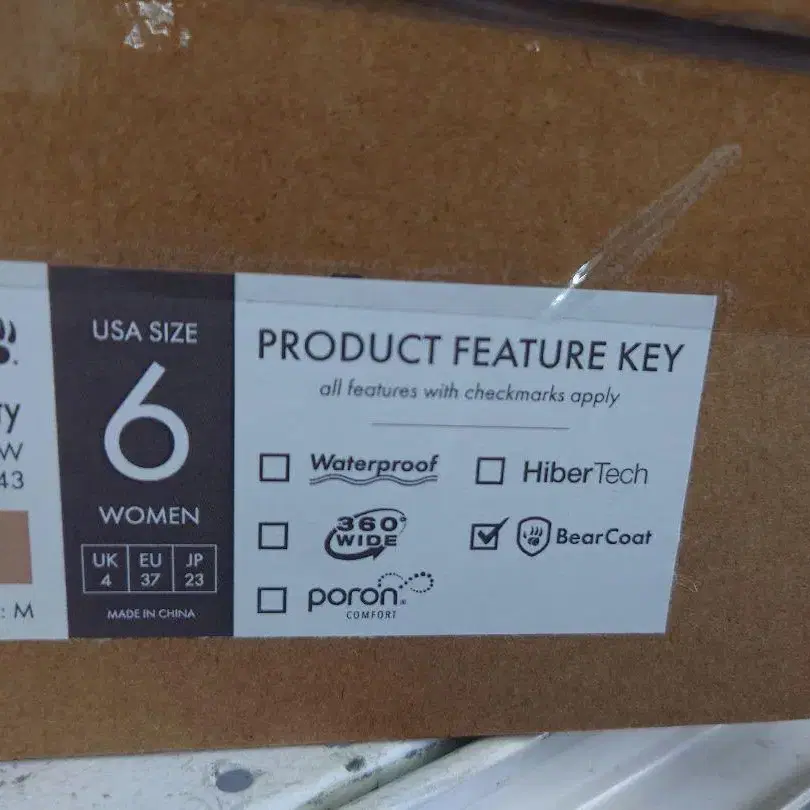 W
43
: M
USA SIZE
6
WOMEN
UK EU JP
4 37 23
MADE IN CHINA
PRODUCT FEATURE KEY
all features with checkmarks apply
Waterproof
HiberTech
360°
WIDE
BearCoat
poron®
COMFORT